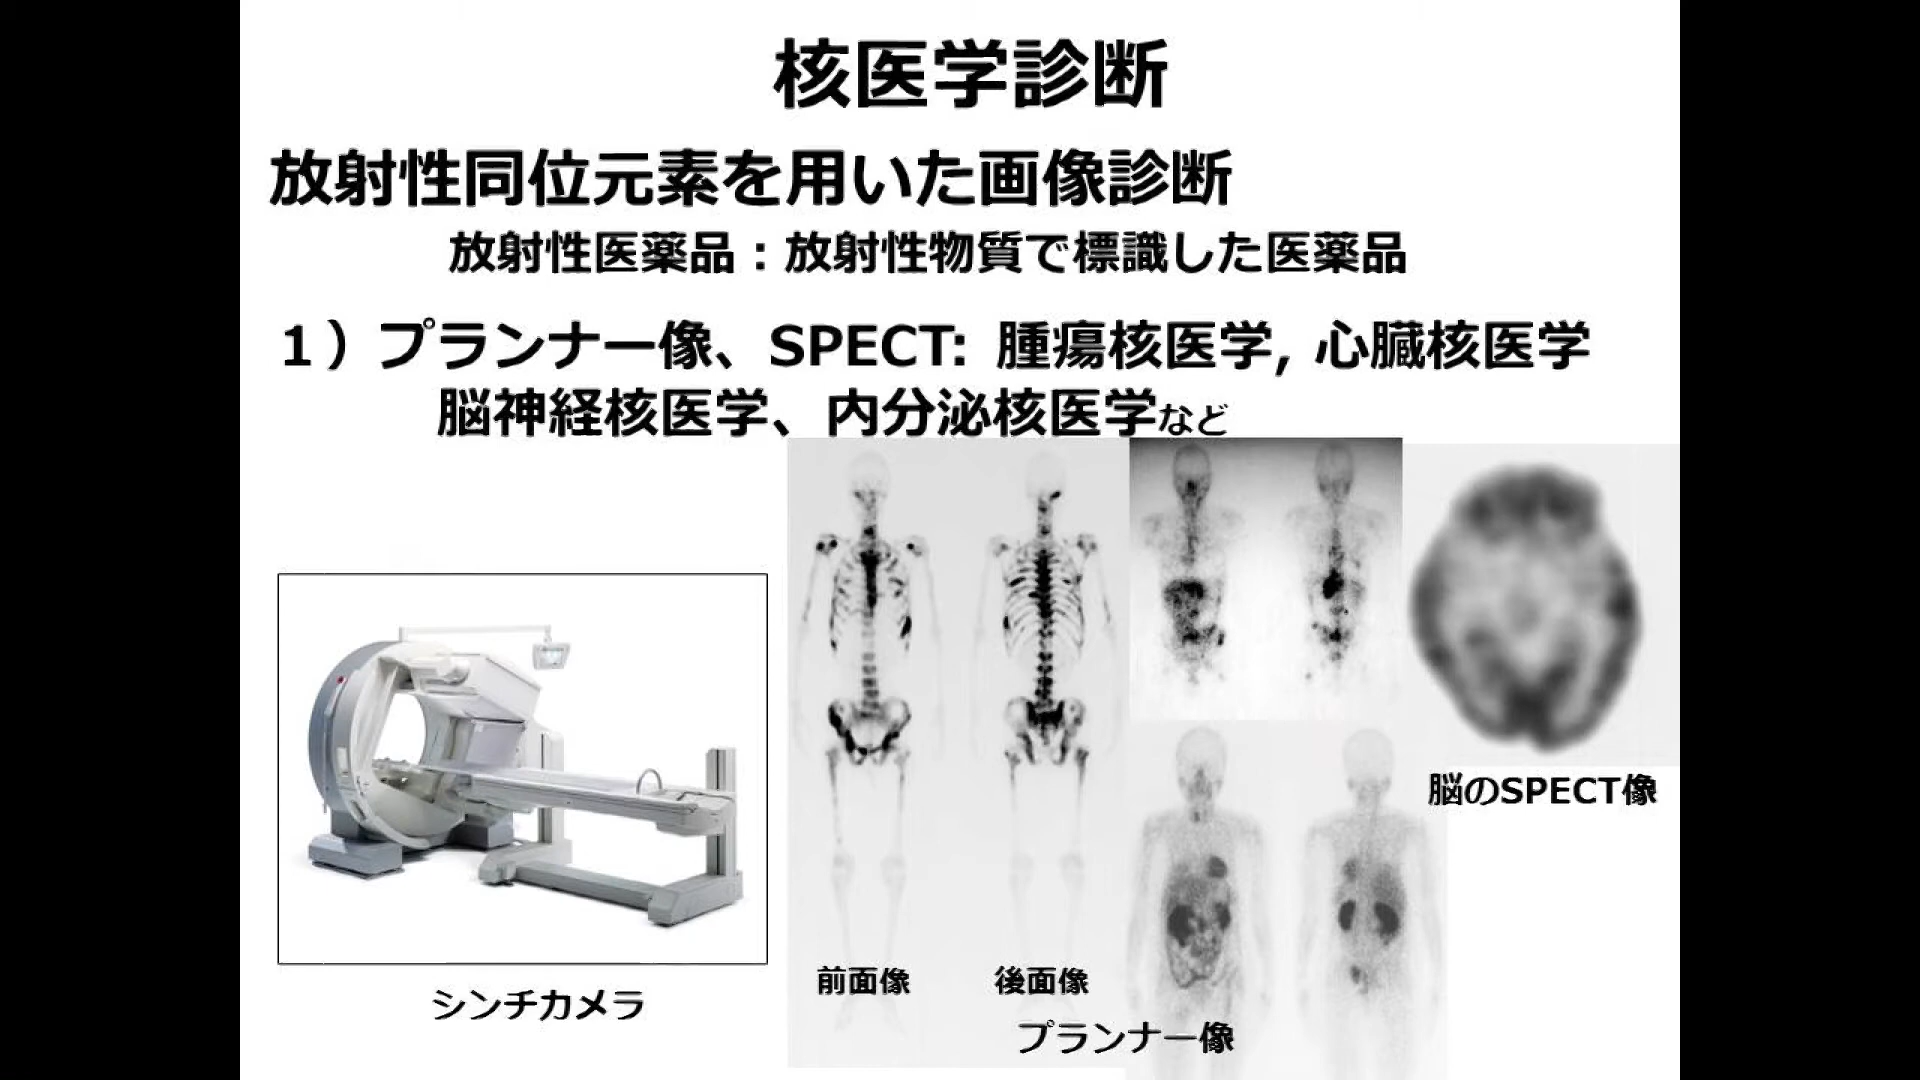 核医学診断
放射性同位元素を用いた画像診断
放射性医薬品：放射性物質で標識した医薬品
１）プランナー像、SPECT: 腫瘍核医学, 心臓核医学
脳神経核医学、内分泌核医学など
脳のSPECT像
前面像
後面像
シンチカメラ
プランナー像